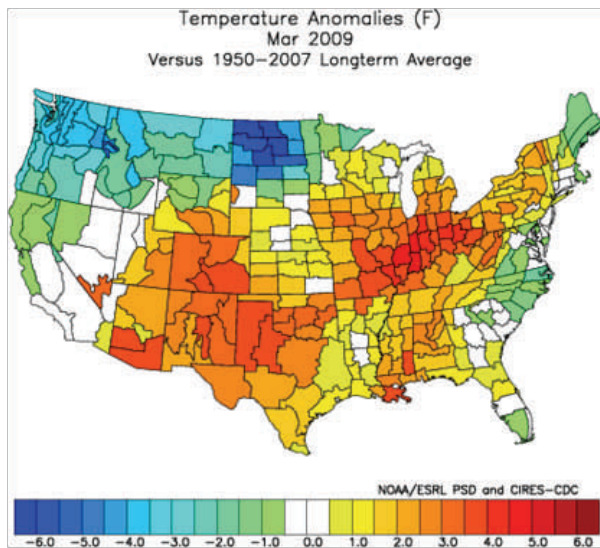 Temperature Anomalies (F)
Mar 2009
Versus 1950-2007 Longterm Average
NOAA/ESRL PSD and CIRES-CDC
-6.0 -5.0 -4.0 -3.0 -2.0 -1.0 0.0 1.0 2.0 3.0 4.0 5.0 6.0